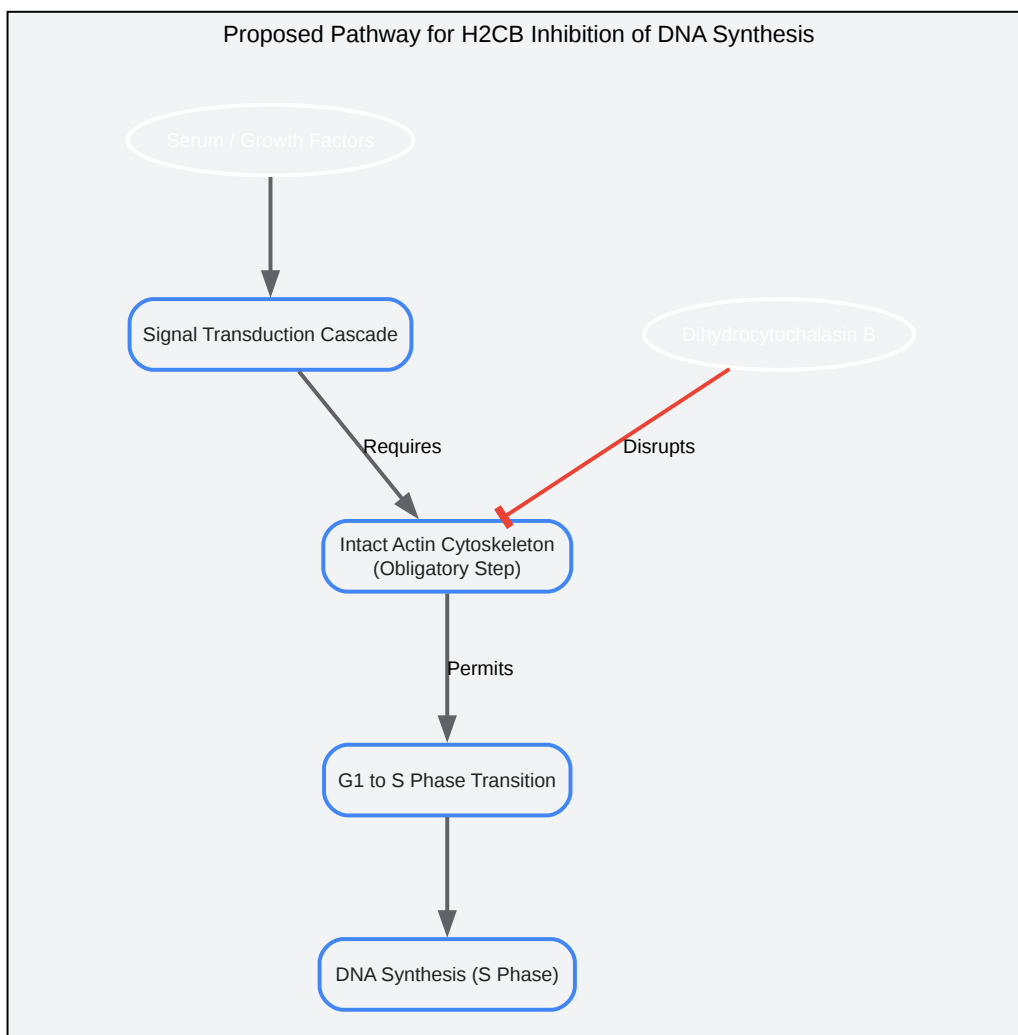 Proposed Pathway for H2CB Inhibition of DNA Synthesis
Serum / Growth Factors
Signal Transduction Cascade
Dihydrocytochalasin B
Requires
Disrupts
Intact Actin Cytoskeleton
(Obligatory Step)
Permits
G1 to S Phase Transition
DNA Synthesis (S Phase)